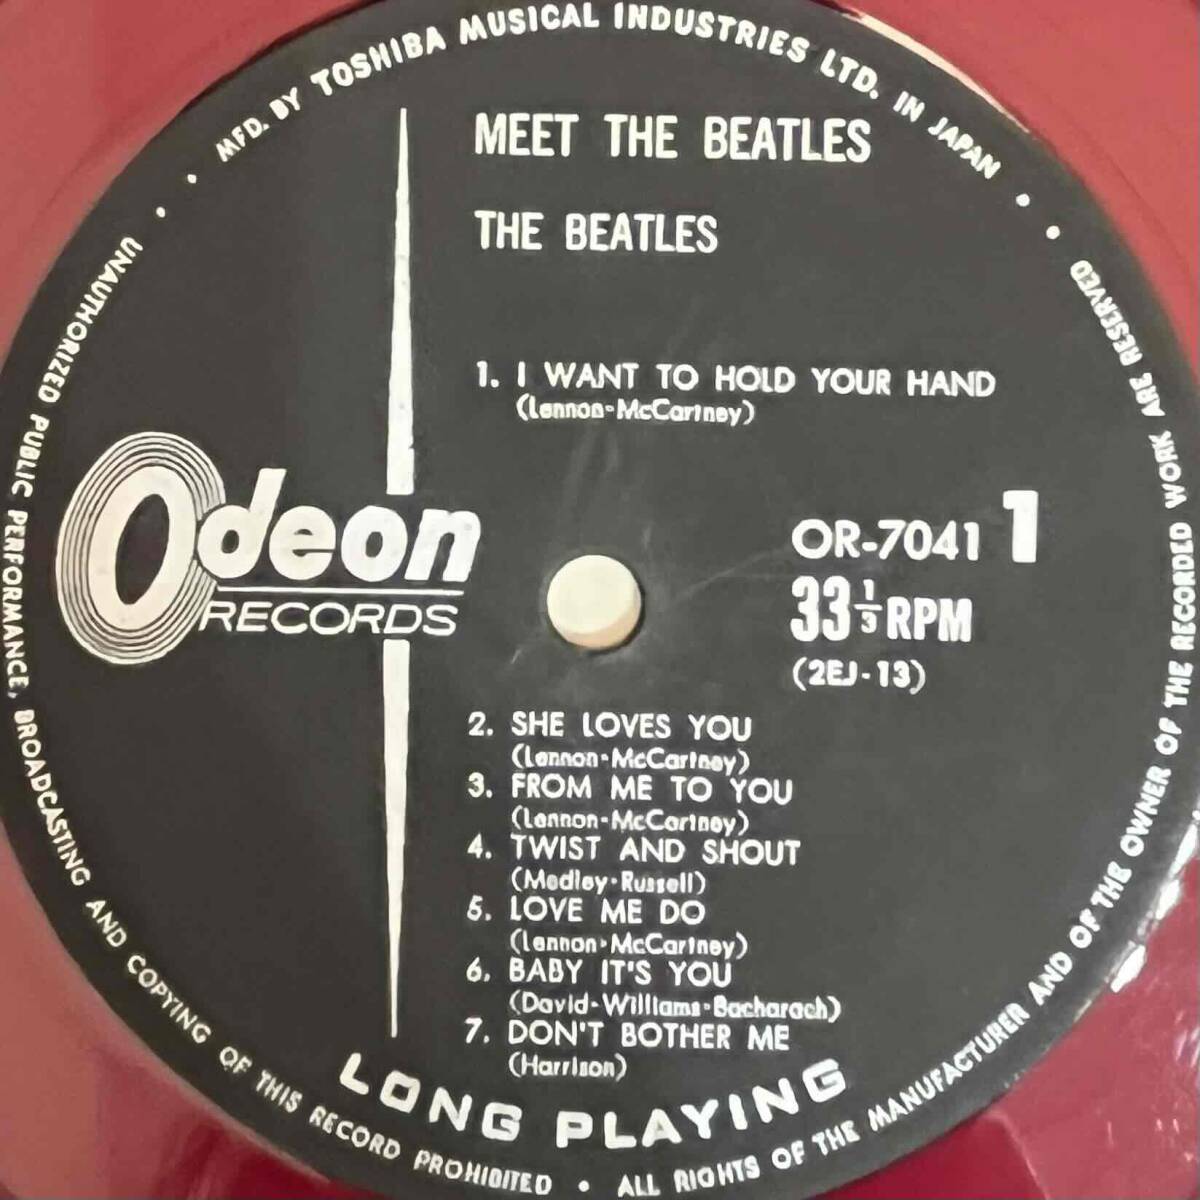 MFD. BY TOSHIBA MUSICAL INDUSTRIES LTD. IN JAPAN
MEET THE BEATLES
THE BEATLES
1. I WANT TO HOLD YOUR HAND
(Lennon-McCartney)
Odeon
RECORDS
OR-7041 1
33 1/3 RPM
(2EJ-13)
2. SHE LOVES YOU
(Lennon-McCartney)
3. FROM ME TO YOU
(Lennon-McCartney)
4. TWIST AND SHOUT
(Medley-Russell)
5. LOVE ME DO
(Lennon-McCartney)
6. BABY IT'S YOU
(David-Williams-Bacharach)
7. DON'T BOTHER ME
(Harrison)
LONG PLAYING
UNAUTHORIZED PUBLIC PERFORMANCE, BROADCASTING AND COPYING OF THIS RECORD PROHIBITED • ALL RIGHTS OF THE MANUFACTURER AND OF THE OWNER OF THE RECORDED WORK ARE RESERVED